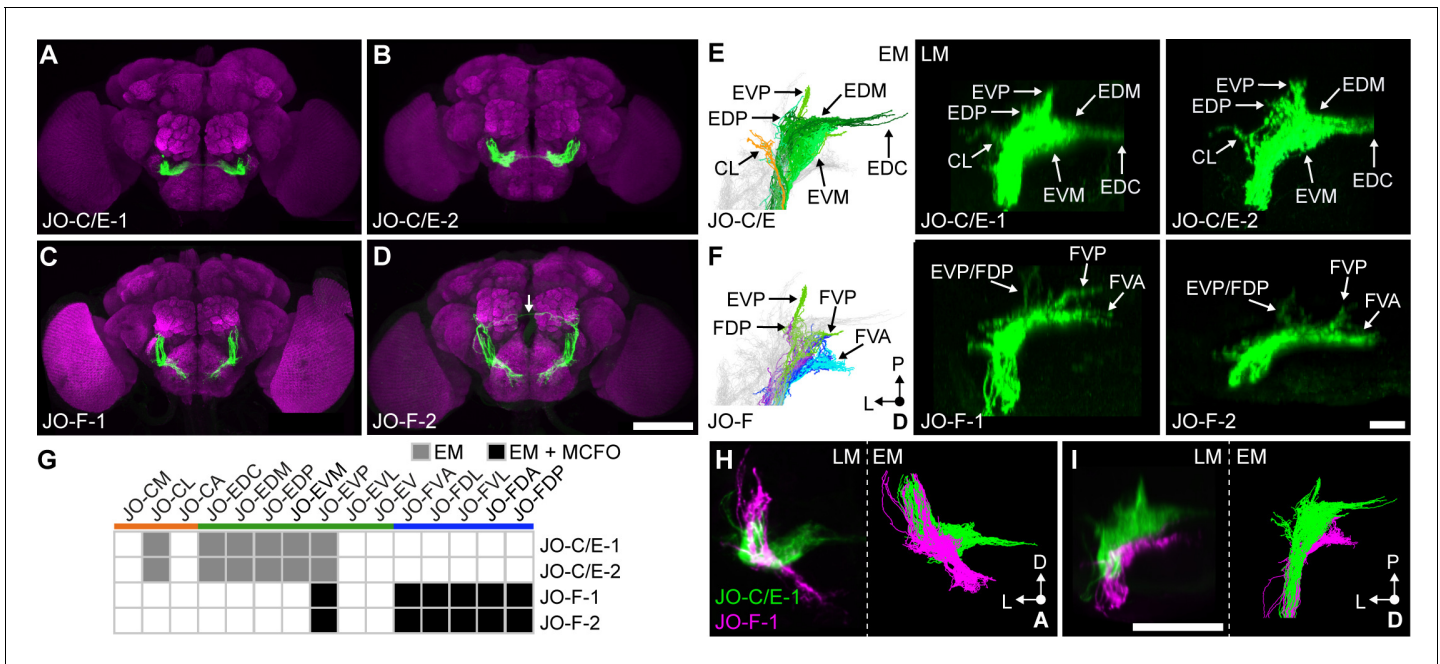 A
JO-C/E-1
B
JO-C/E-2
C
JO-F-1
D
JO-F-2
E
EM
EVP
EDM
EDP
CL
EDC
EVM
JO-C/E
LM
EVP
EDM
EDP
CL
EVM
EDC
JO-C/E-1
EVP
EDM
EDP
CL
EVM
EDC
JO-C/E-2
F
EVP
FVP
FDP
FVA
P
L
D
JO-F
FVP
EVP/FDP
FVA
JO-F-1
FVP
EVP/FDP
FVA
JO-F-2
G
EM
EM + MCFO
JO-CM
JO-CL
JO-CA
JO-EDC
JO-EDM
JO-EDP
JO-EVM
JO-EVP
JO-EVL
JO-EV
JO-FVA
JO-FDL
JO-FVL
JO-FDA
JO-FDP
JO-C/E-1
JO-C/E-2
JO-F-1
JO-F-2
H
LM
EM
JO-C/E-1
JO-F-1
D
L
A
I
LM
EM
P
L
D